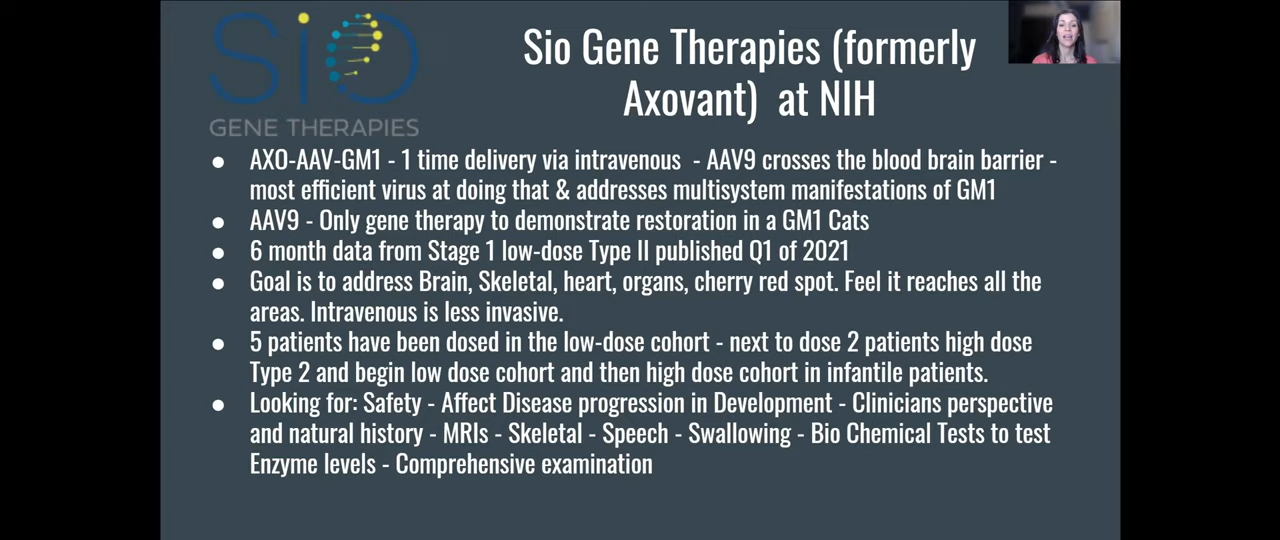 Sio
GENE THERAPIES
Sio Gene Therapies (formerly
Axovant)  at NIH
● AXO-AAV-GM1 - 1 time delivery via intravenous  - AAV9 crosses the blood brain barrier -
most efficient virus at doing that & addresses multisystem manifestations of GM1
● AAV9 - Only gene therapy to demonstrate restoration in a GM1 Cats
● 6 month data from Stage 1 low-dose Type II published Q1 of 2021
● Goal is to address Brain, Skeletal, heart, organs, cherry red spot. Feel it reaches all the
areas. Intravenous is less invasive.
● 5 patients have been dosed in the low-dose cohort - next to dose 2 patients high dose
Type 2 and begin low dose cohort and then high dose cohort in infantile patients.
● Looking for: Safety - Affect Disease progression in Development - Clinicians perspective
and natural history - MRIs - Skeletal - Speech - Swallowing - Bio Chemical Tests to test
Enzyme levels - Comprehensive examination